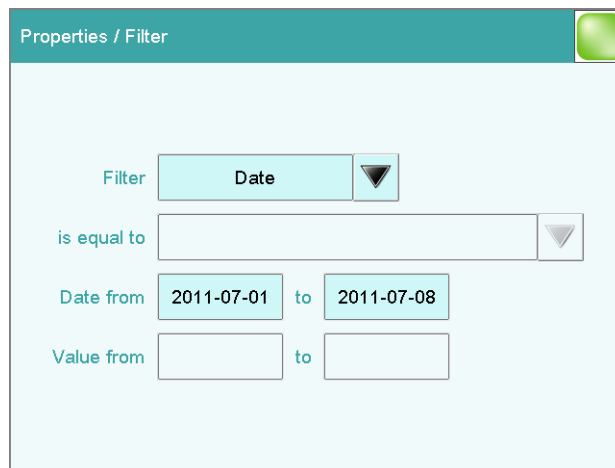 Properties / Filter
Filter Date
is equal to
Date from 2011-07-01 to 2011-07-08
Value from to